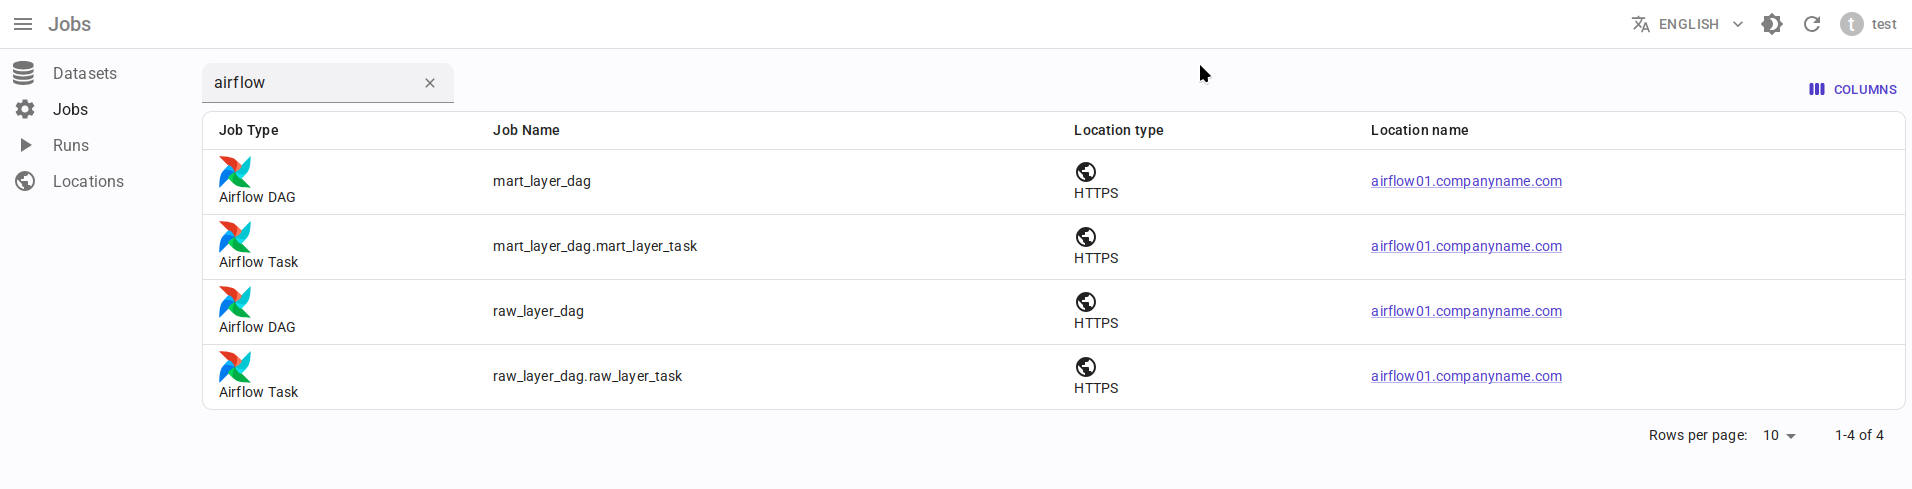 Jobs
ENGLISH
t
test
Datasets
Jobs
Runs
Locations
airflow
COLUMNS
Job Type Job Name Location type Location name
Airflow DAG mart_layer_dag HTTPS airflow01.companyname.com
Airflow Task mart_layer_dag.mart_layer_task HTTPS airflow01.companyname.com
Airflow DAG raw_layer_dag HTTPS airflow01.companyname.com
Airflow Task raw_layer_dag.raw_layer_task HTTPS airflow01.companyname.com
Rows per page: 10 1-4 of 4